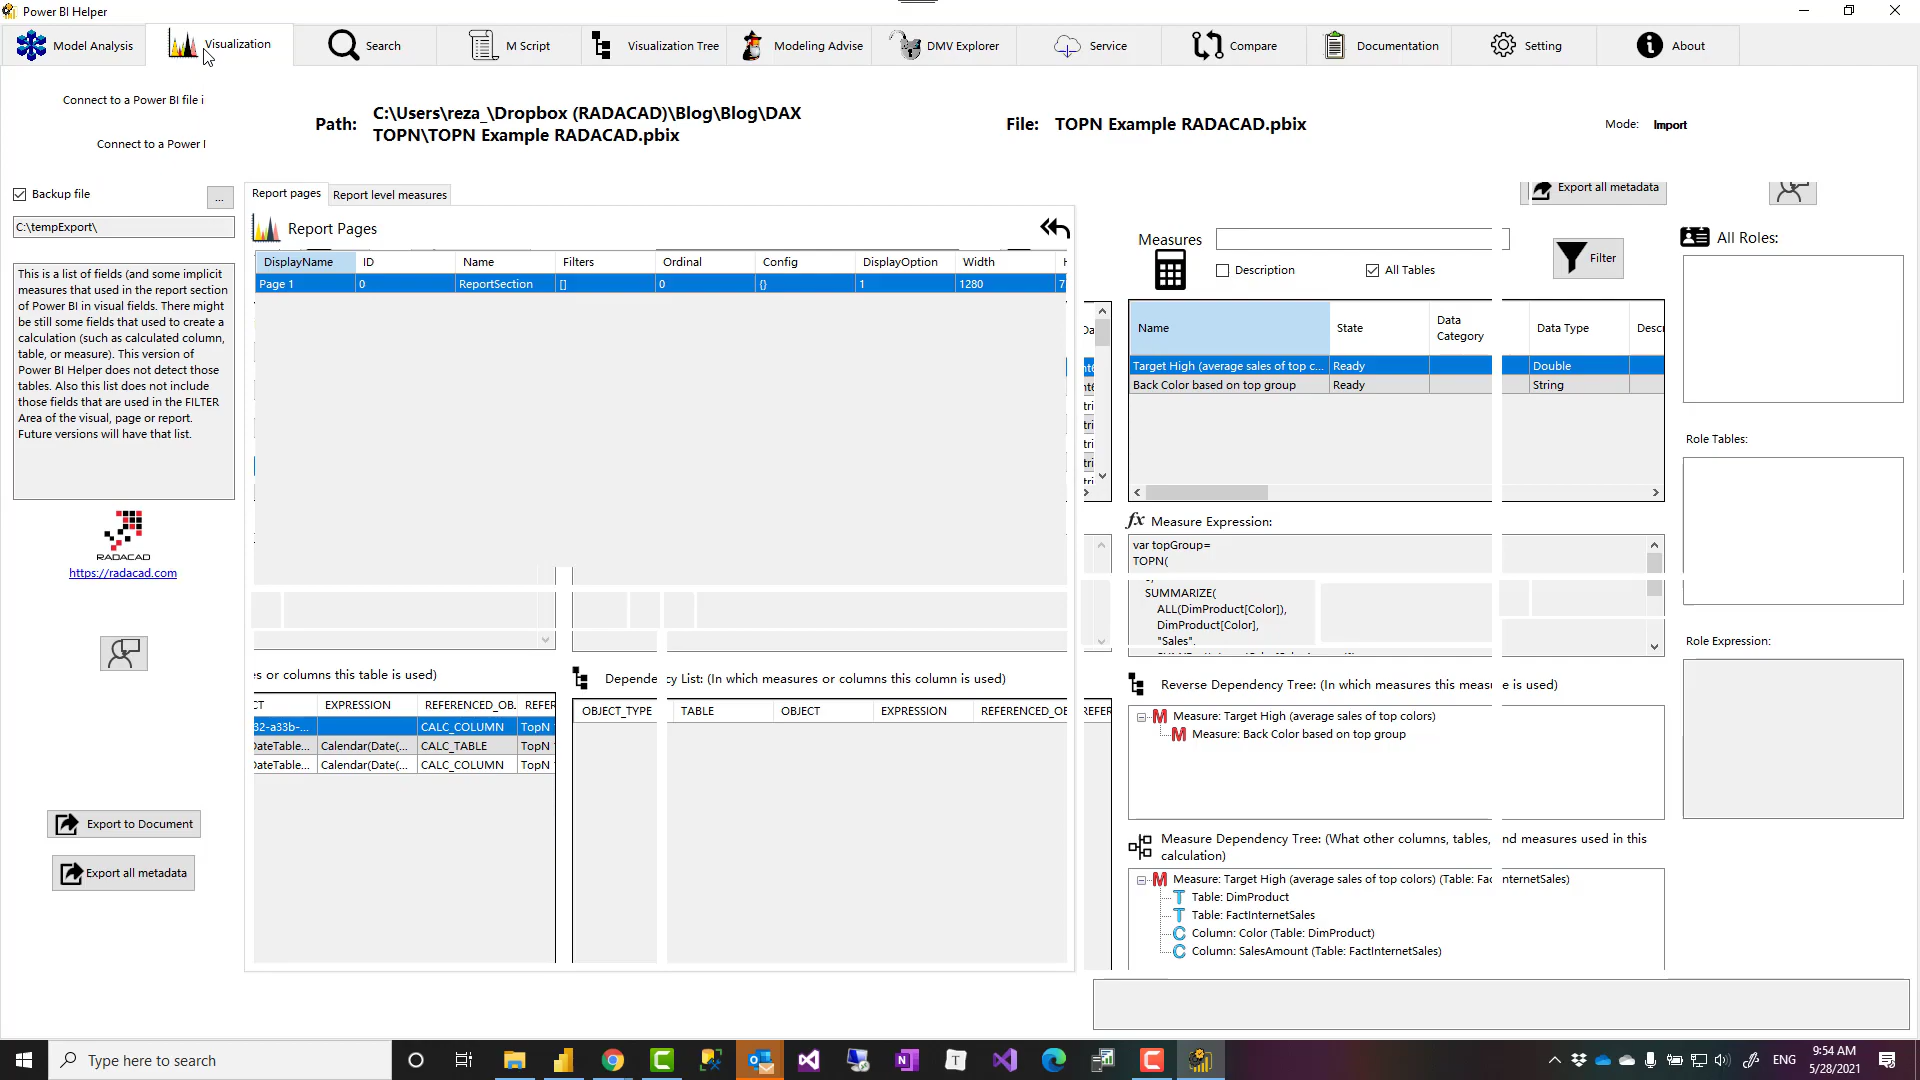 Power BI Helper
Model Analysis
Visualization
Search
M Script
Visualization Tree
Modeling Advise
DMV Explorer
Service
Compare
Documentation
Setting
About
Connect to a Power BI file i
Connect to a Power I
Path: C:\Users\reza_\Dropbox (RADACAD)\Blog\Blog\DAX
TOPN\TOPN Example RADACAD.pbix
File: TOPN Example RADACAD.pbix
Mode: Import
Backup file
...
C:\tempExport\
This is a list of fields (and some implicit
measures that used in the report section
of Power BI in visual fields. There might
be still some fields that used to create a
calculation (such as calculated column,
table, or measure). This version of
Power BI Helper does not detect those
tables. Also this list does not include
those fields that are used in the FILTER
Area of the visual, page or report.
Future versions will have that list.
RADACAD
https://radacad.com
Export to Document
Export all metadata
Report pages
Report level measures
Report Pages
DisplayName ID Name Filters Ordinal Config DisplayOption Width
Page 1 0 ReportSection [] 0 {} 1 1280 7
s or columns this table is used)
CT EXPRESSION REFERENCED_OB... REFER
32-a33b-... CALC_COLUMN TopN
DateTable... Calendar(Date(... CALC_TABLE TopN
DateTable... Calendar(Date(... CALC_COLUMN TopN
Dependency List: (In which measures or columns this column is used)
OBJECT_TYPE TABLE OBJECT EXPRESSION REFERENCED_OB
REFER
Export all metadata
Measures
Description
All Tables
Filter
Name State Data Category Data Type Descr
Target High (average sales of top c... Ready Double
Back Color based on top group Ready String
fx Measure Expression:
var topGroup=
TOPN(
SUMMARIZE(
ALL(DimProduct[Color]),
DimProduct[Color],
"Sales",
Reverse Dependency Tree: (In which measures this measure is used)
M Measure: Target High (average sales of top colors)
M Measure: Back Color based on top group
Measure Dependency Tree: (What other columns, tables, and measures used in this
calculation)
M Measure: Target High (average sales of top colors) (Table: FactInternetSales)
T Table: DimProduct
T Table: FactInternetSales
C Column: Color (Table: DimProduct)
C Column: SalesAmount (Table: FactInternetSales)
All Roles:
Role Tables:
Role Expression:
Type here to search
ENG
9:54 AM
5/28/2021